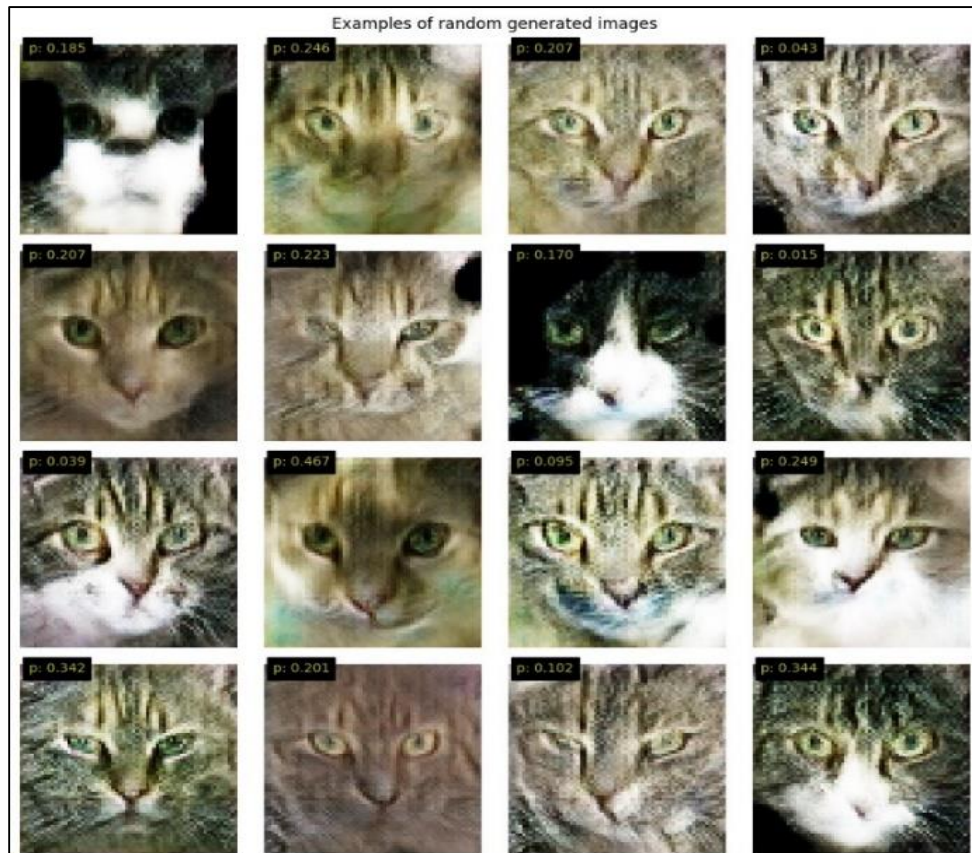 Examples of random generated images
p: 0.185
p: 0.246
p: 0.207
p: 0.043
p: 0.207
p: 0.223
p: 0.170
p: 0.015
p: 0.039
p: 0.467
p: 0.095
p: 0.249
p: 0.342
p: 0.201
p: 0.102
p: 0.344